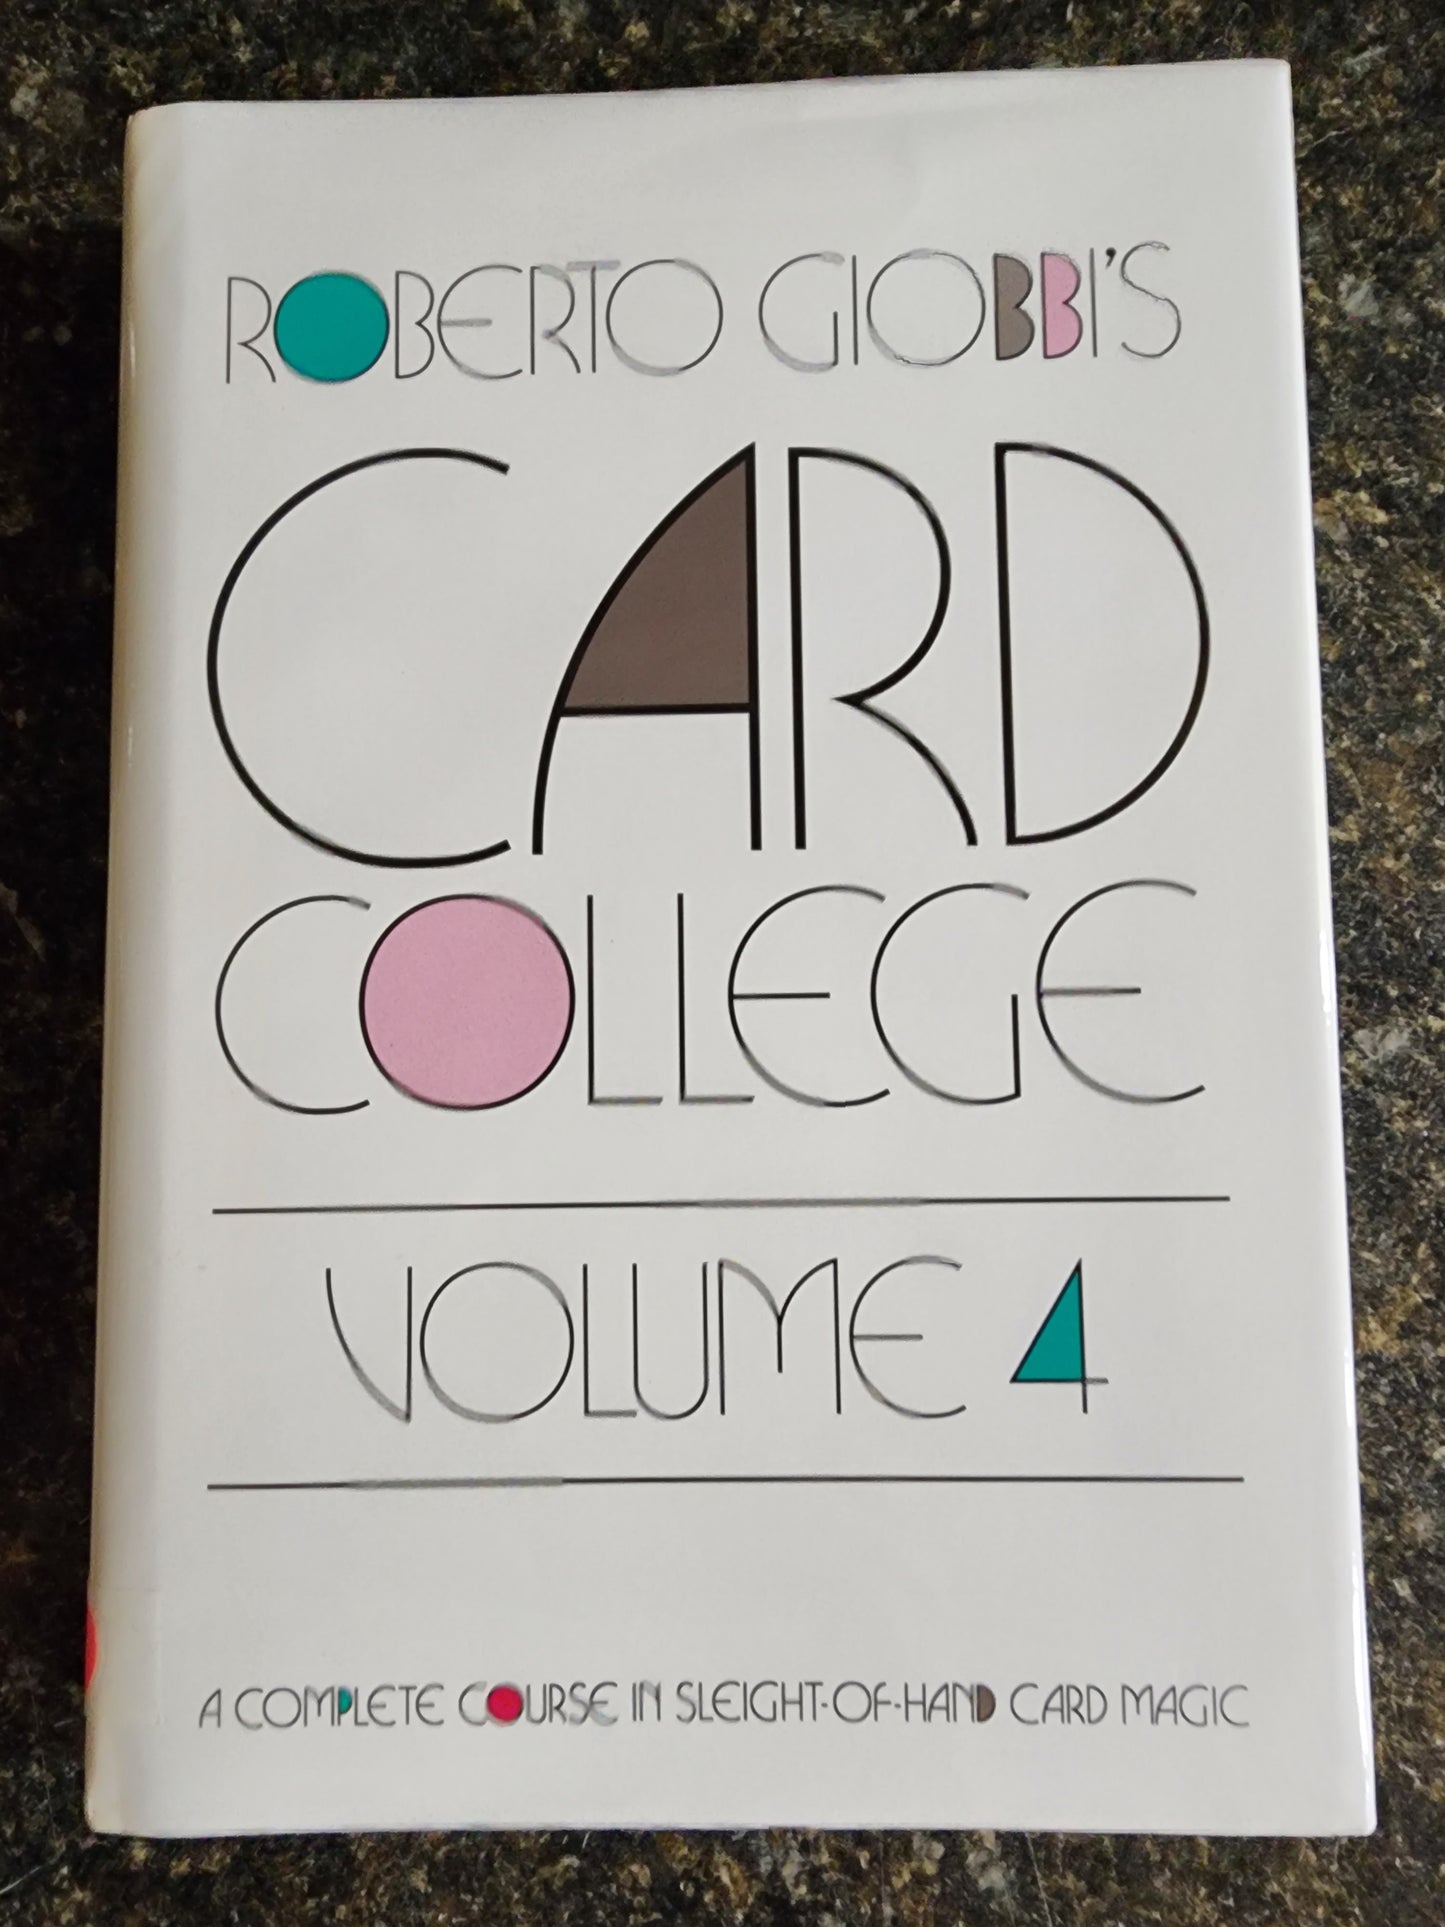 ROBERTO GIOBBI'S
CARD
COLLEGE
VOLUME 4
A COMPLETE COURSE IN SLEIGHT-OF-HAND CARD MAGIC